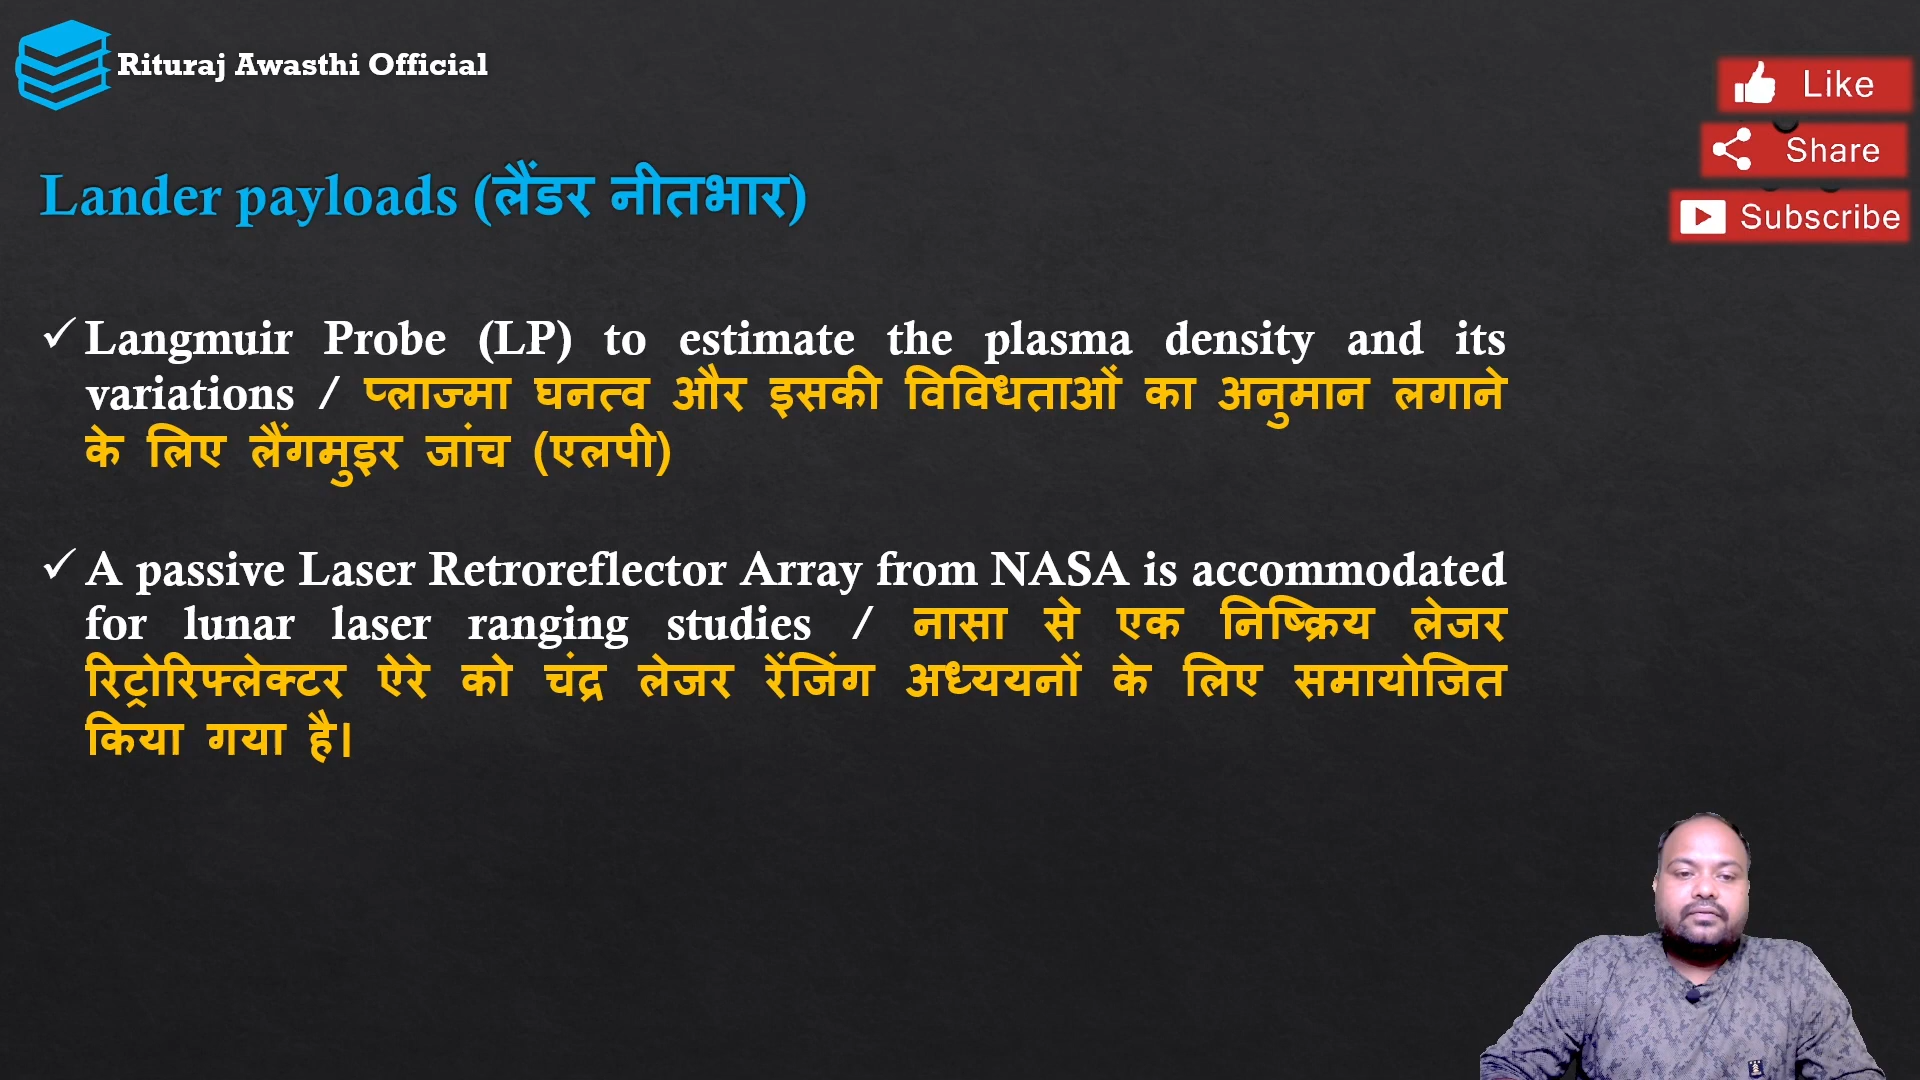 Rituraj Awasthi Official
Like
Share
Subscribe
Lander payloads (लैंडर नीतभार)
Langmuir Probe (LP) to estimate the plasma density and its
variations / प्लाज्मा घनत्व और इसकी विविधताओं का अनुमान लगाने
के लिए लैंगमुइर जांच (एलपी)
A passive Laser Retroreflector Array from NASA is accommodated
for lunar laser ranging studies / नासा से एक निष्क्रिय लेजर
रिट्रोरिफ्लेक्टर ऐरे को चंद्र लेजर रेंजिंग अध्ययनों के लिए समायोजित
किया गया है।